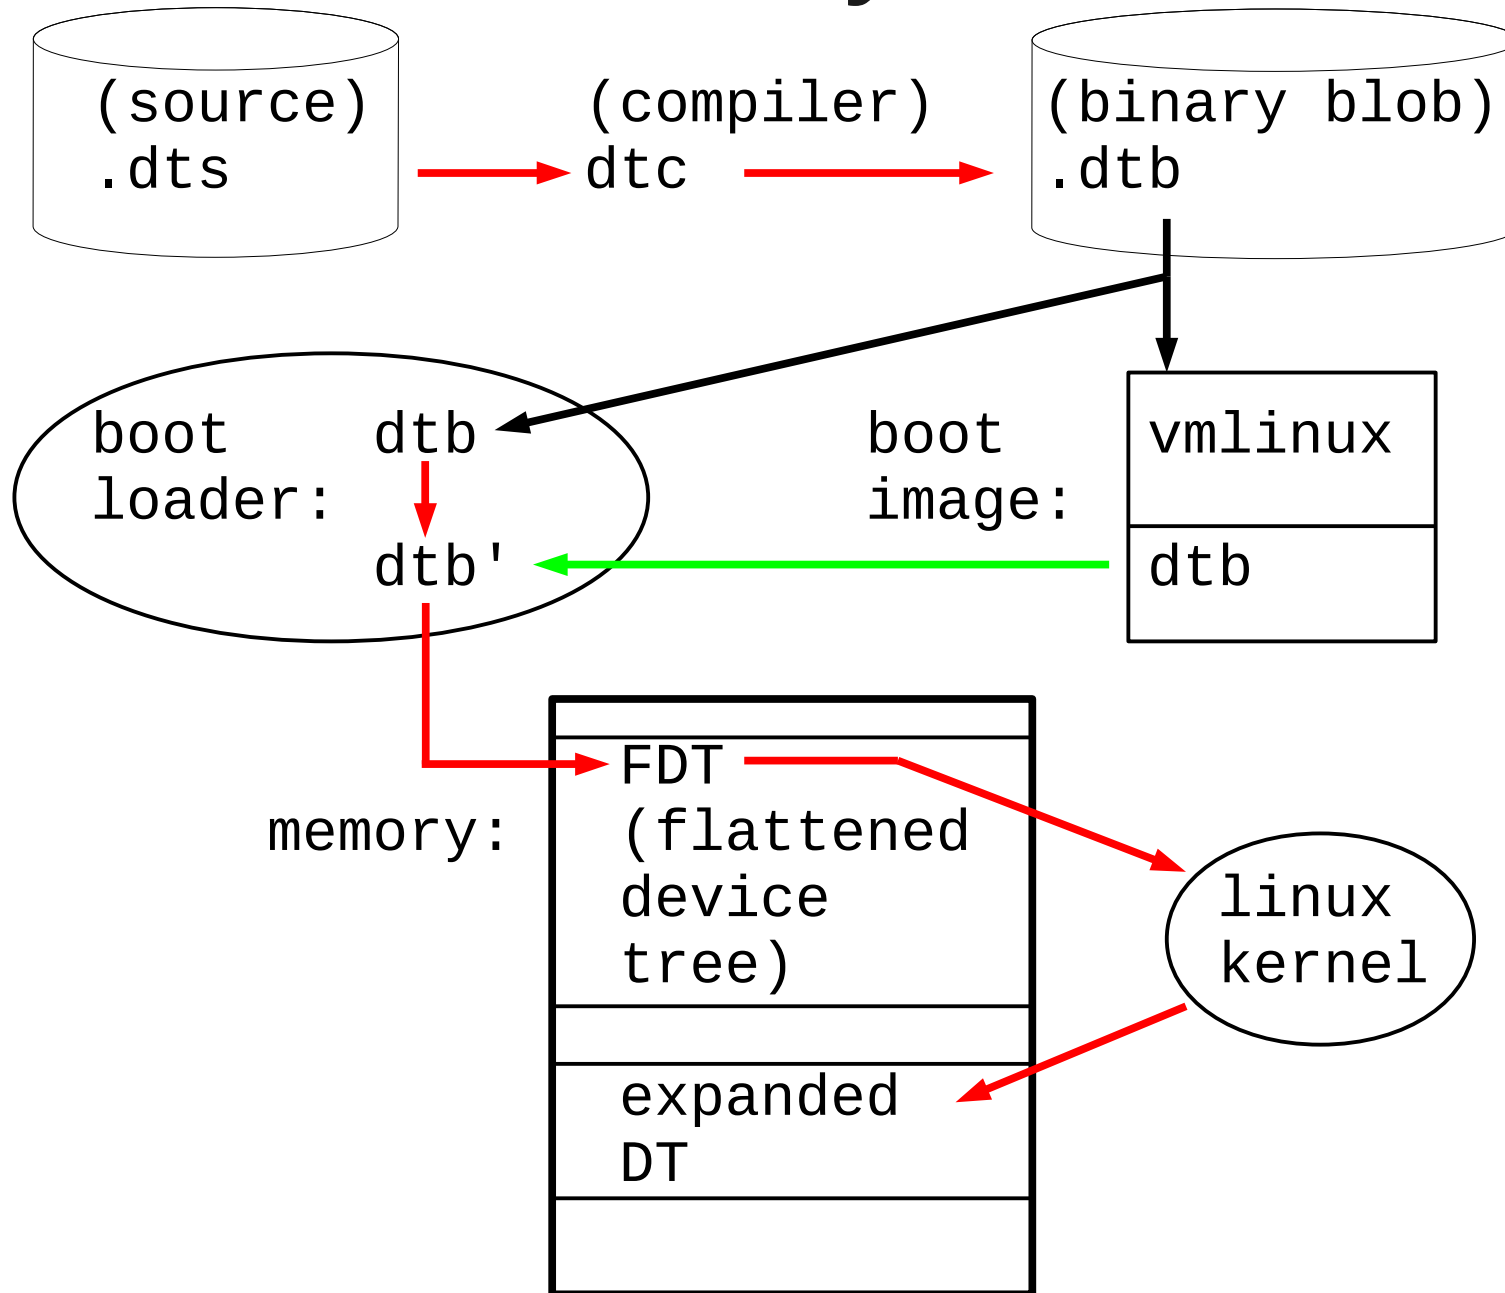 (source)
.dts
(compiler)
dtc
(binary blob)
.dtb
boot
loader:
dtb
dtb'
boot
image:
vmlinux
dtb
memory:
FDT
(flattened
device
tree)
linux
kernel
expanded
DT